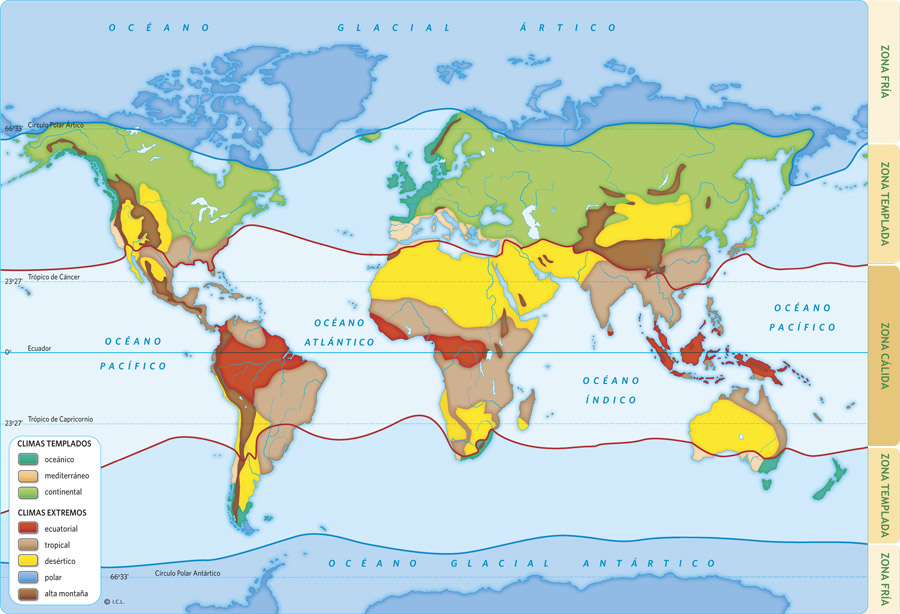 OCÉANO GLACIAL ÁRTICO
ZONA FRÍA
66°33' Círculo Polar Ártico
ZONA TEMPLADA
Trópico de Cáncer
23°27'
OCÉANO
PACÍFICO
OCÉANO
ATLÁNTICO
OCÉANO
PACÍFICO
ZONA CÁLIDA
Ecuador
0°
OCÉANO
ÍNDICO
Trópico de Capricornio
23°27'
CLIMAS TEMPLADOS
oceánico
mediterráneo
continental
CLIMAS EXTREMOS
ecuatorial
tropical
desértico
polar
alta montaña
ZONA TEMPLADA
OCÉANO GLACIAL ANTÁRTICO
66°33' Círculo Polar Antártico
ZONA FRÍA
© I.C.L.